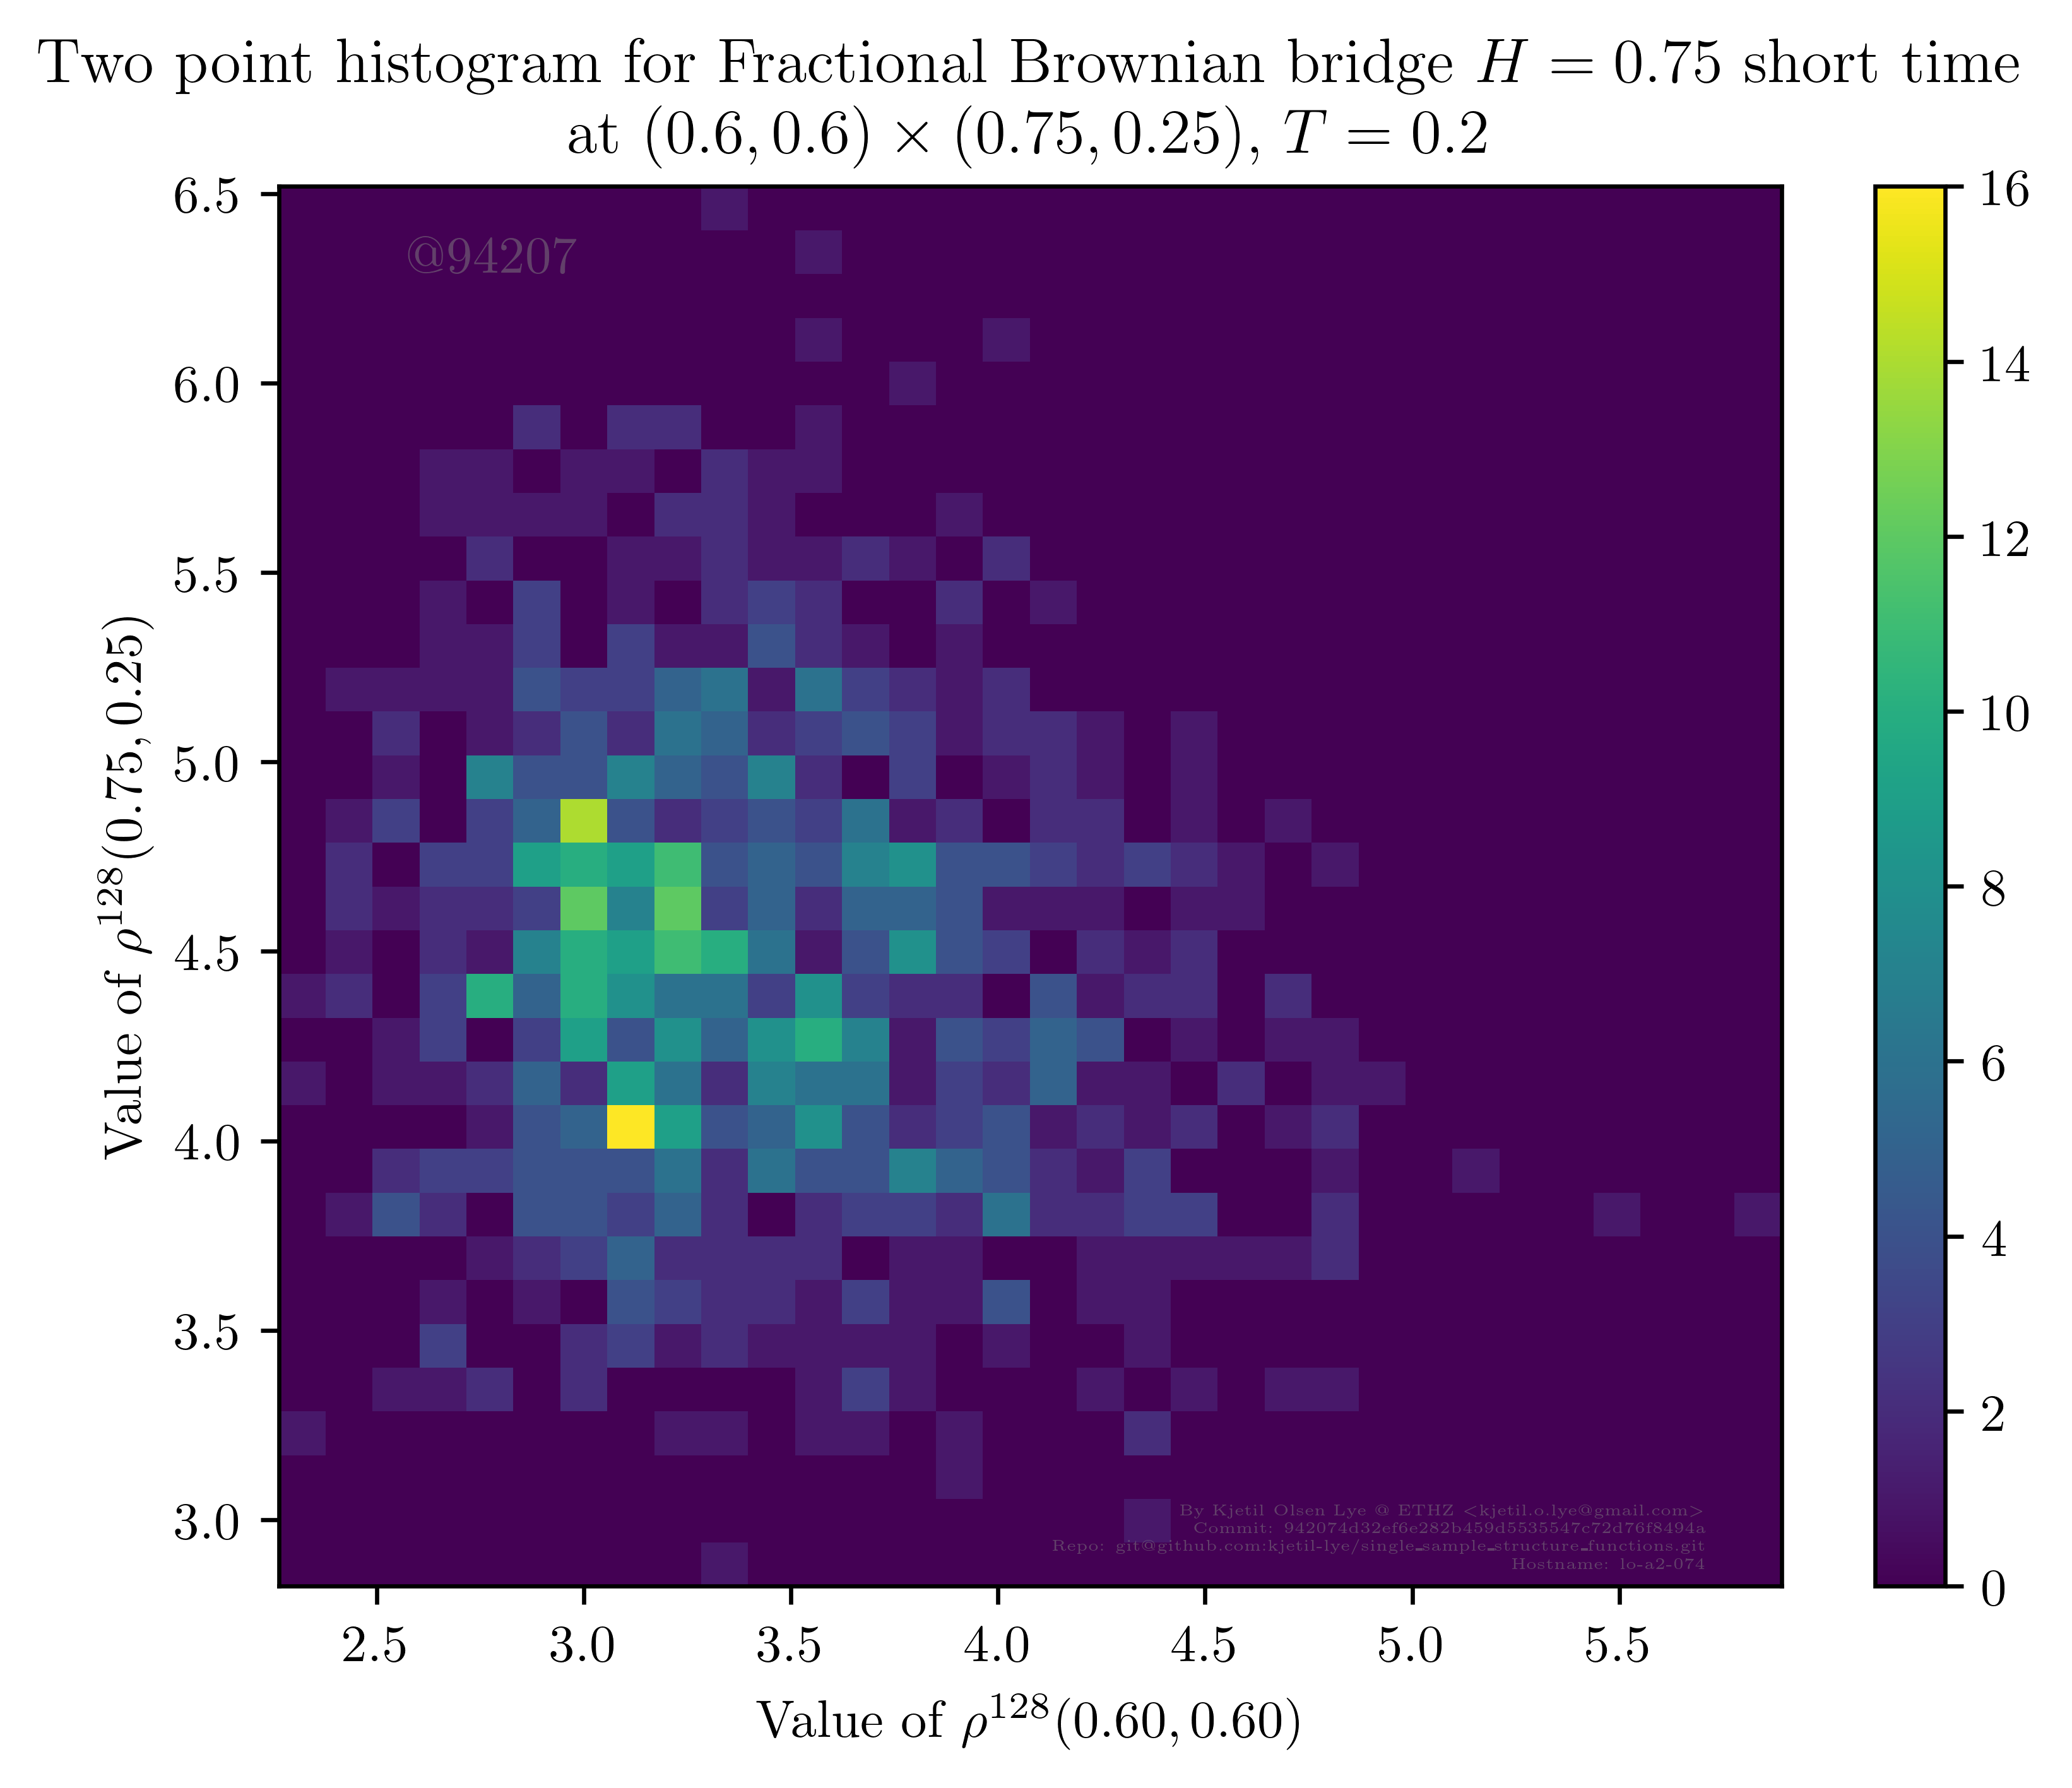 Two point histogram for Fractional Brownian bridge H = 0.75 short time
at (0.6, 0.6) × (0.75, 0.25), T = 0.2
@94207
6.5
6.0
5.5
5.0
4.5
4.0
3.5
3.0
Value of ρ^128(0.75, 0.25)
By Kjetil Olsen Lye @ ETHZ <kjetil.o.lye@gmail.com>
Commit: 942074d32ef6e282b459d5535547c72d76f8494a
Repo: git@github.com:kjetil-lye/single_sample_structure_functions.git
Hostname: lo-a2-074
2.5 3.0 3.5 4.0 4.5 5.0 5.5
Value of ρ^128(0.60, 0.60)
16
14
12
10
8
6
4
2
0